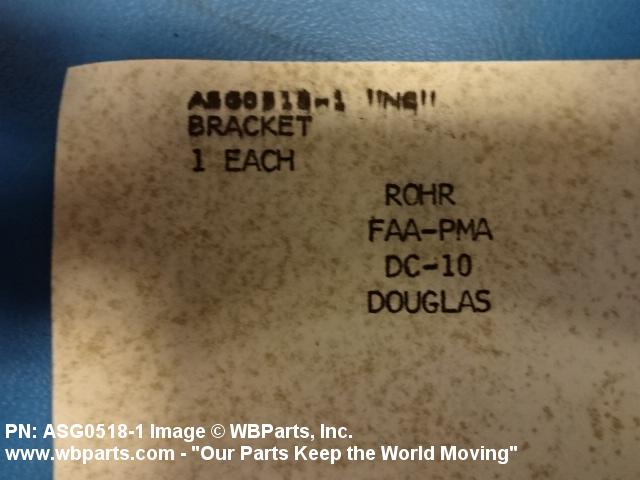 ASG0518-1 "NG"
BRACKET
1 EACH
ROHR
FAA-PMA
DC-10
DOUGLAS
PN: ASG0518-1 Image © WBParts, Inc.
www.wbparts.com - "Our Parts Keep the World Moving"